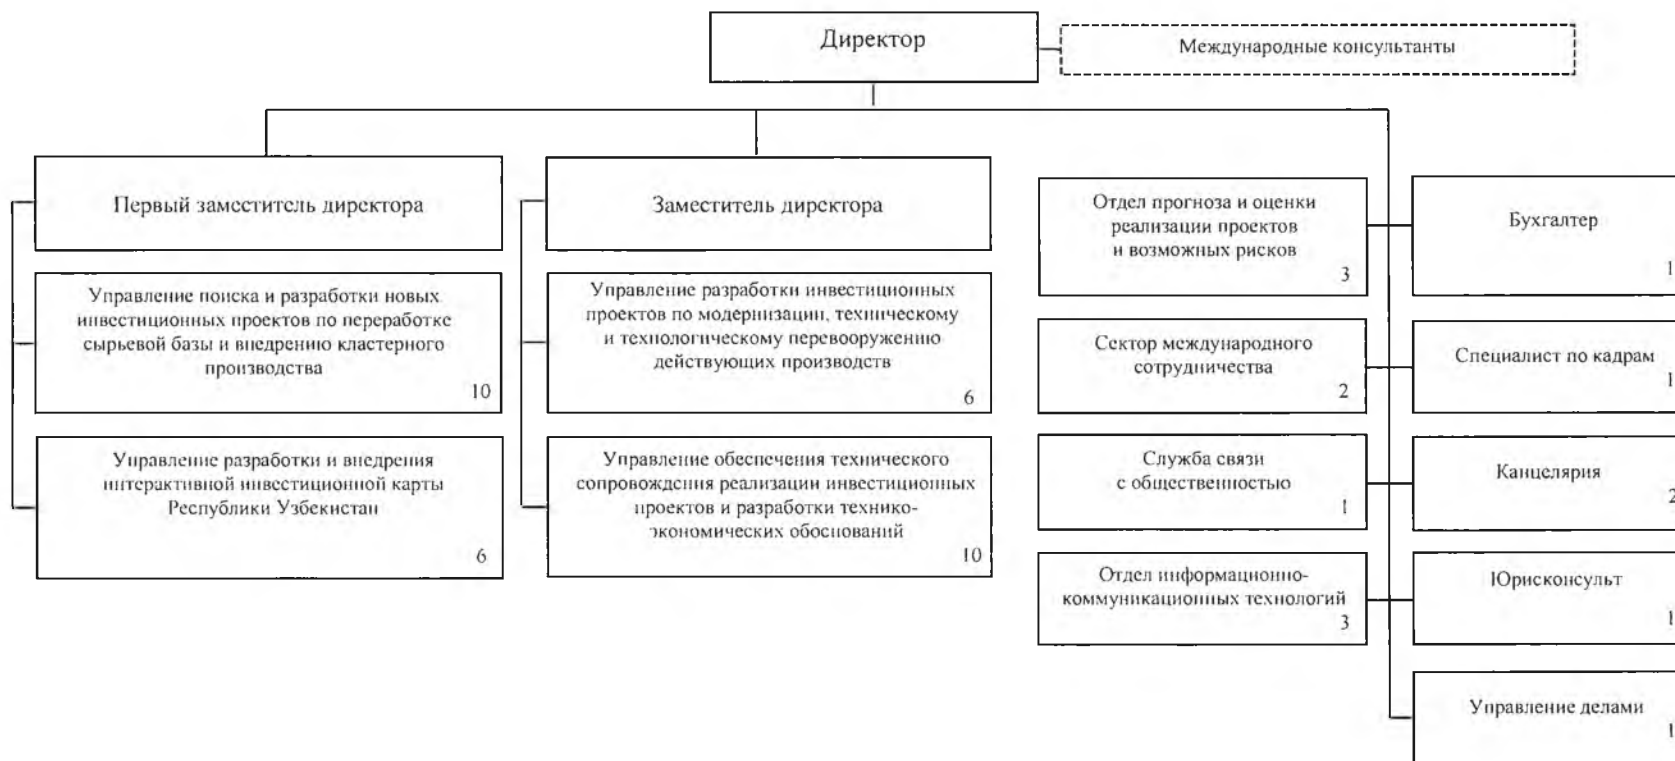 Директор
Международные консультанты
Первый заместитель директора
Управление поиска и разработки новых
инвестиционных проектов по переработке
сырьевой базы и внедрению кластерного
производства
10
Управление разработки и внедрения
интерактивной инвестиционной карты
Республики Узбекистан
6
Заместитель директора
Управление разработки инвестиционных
проектов по модернизации, техническому
и технологическому перевооружению
действующих производств
6
Управление обеспечения технического
сопровождения реализации инвестиционных
проектов и разработки технико-
экономических обоснований
10
Отдел прогноза и оценки
реализации проектов
и возможных рисков
3
Сектор международного
сотрудничества
2
Служба связи
с общественностью
1
Отдел информационно-
коммуникационных технологий
3
Бухгалтер
1
Специалист по кадрам
1
Канцелярия
2
Юрисконсульт
1
Управление делами
1